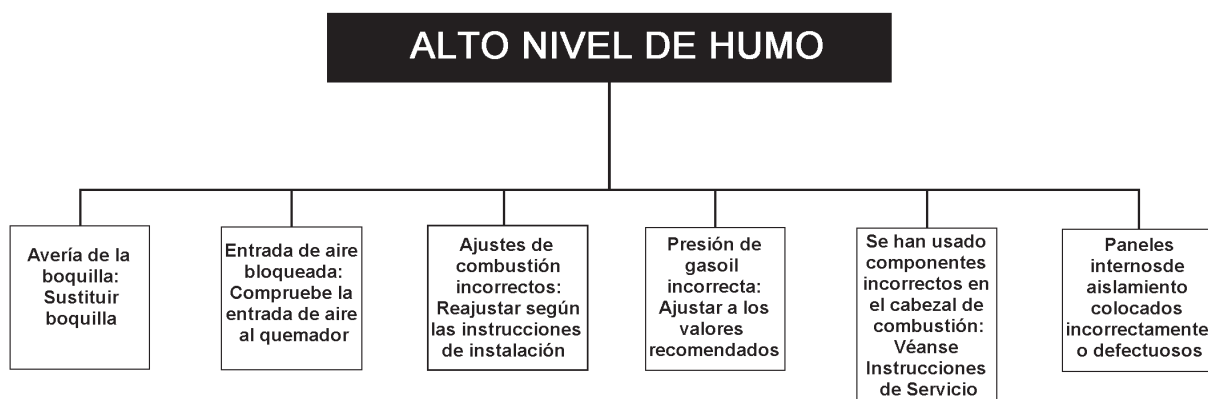 ALTO NIVEL DE HUMO
Avería de la
boquilla:
Sustituir
boquilla
Entrada de aire
bloqueada:
Compruebe la
entrada de aire
al quemador
Ajustes de
combustión
incorrectos:
Reajustar según
las instrucciones
de instalación
Presión de
gasoil
incorrecta:
Ajustar a los
valores
recomendados
Se han usado
componentes
incorrectos en
el cabezal de
combustión:
Véanse
Instrucciones
de Servicio
Paneles
internosde
aislamiento
colocados
incorrectamente
o defectuosos